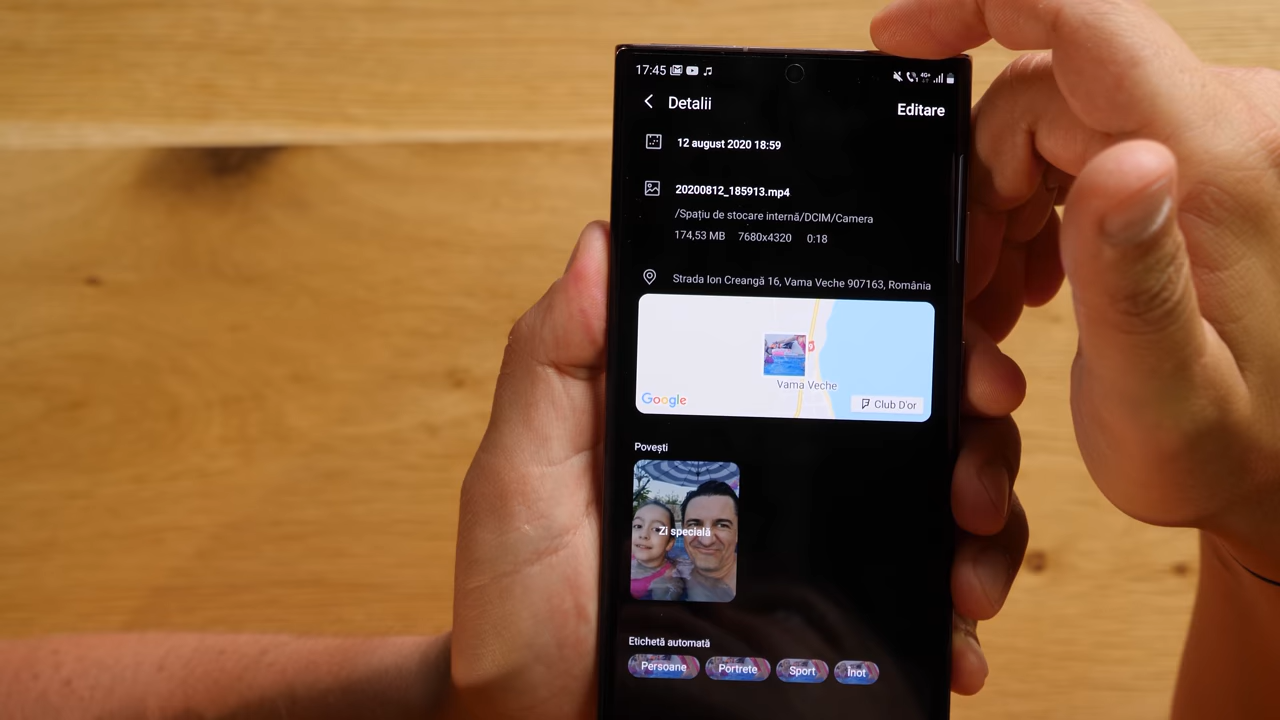 17:45
4G+
Detalii
Editare
12 august 2020 18:59
20200812_185913.mp4
/Spațiu de stocare internă/DCIM/Camera
174,53 MB 7680x4320 0:18
Strada Ion Creangă 16, Vama Veche 907163, România
Vama Veche
Google
Club D'or
Povești
Zi specială
Etichetă automată
Persoane Portrete Sport Înot